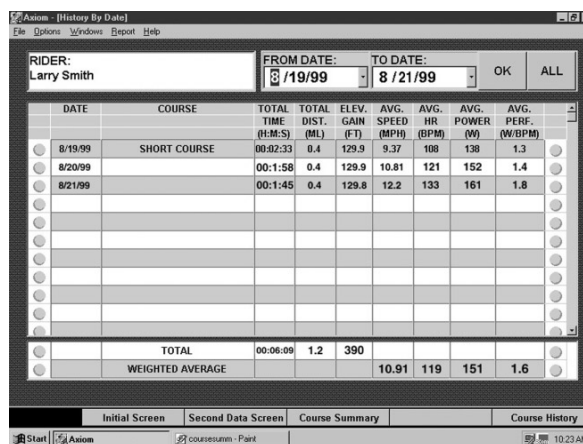 Axiom - [History By Date]
File Options Windows Report Help
RIDER:
Larry Smith
FROM DATE: TO DATE:
8 /19/99 8 /21/99 OK ALL
DATE COURSE TOTAL TOTAL ELEV. AVG. AVG. AVG. AVG.
TIME DIST. GAIN SPEED HR POWER PERF.
(H:M:S) (ML) (FT) (MPH) (BPM) (W) (W/BPM)
8/19/99 SHORT COURSE 00:02:33 0.4 129.9 9.37 108 138 1.3
8/20/99 00:1:58 0.4 129.9 10.81 121 152 1.4
8/21/99 00:1:45 0.4 129.8 12.2 133 161 1.8
TOTAL 00:06:09 1.2 390
WEIGHTED AVERAGE 10.91 119 151 1.6
Initial Screen Second Data Screen Course Summary Course History
Start Axiom coursesumm - Paint 10:23 A